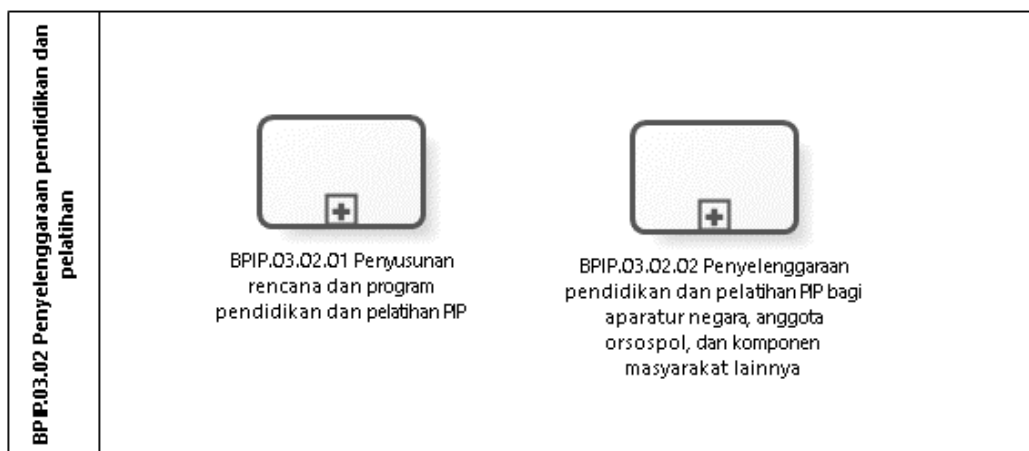 BPIP.03.02 Penyelenggaraan pendidikan dan
pelatihan
BPIP.03.02.01 Penyusunan
rencana dan program
pendidikan dan pelatihan PIP
BPIP.03.02.02 Penyelenggaraan
pendidikan dan pelatihan PIP bagi
aparatur negara, anggota
orsospol, dan komponen
masyarakat lainnya